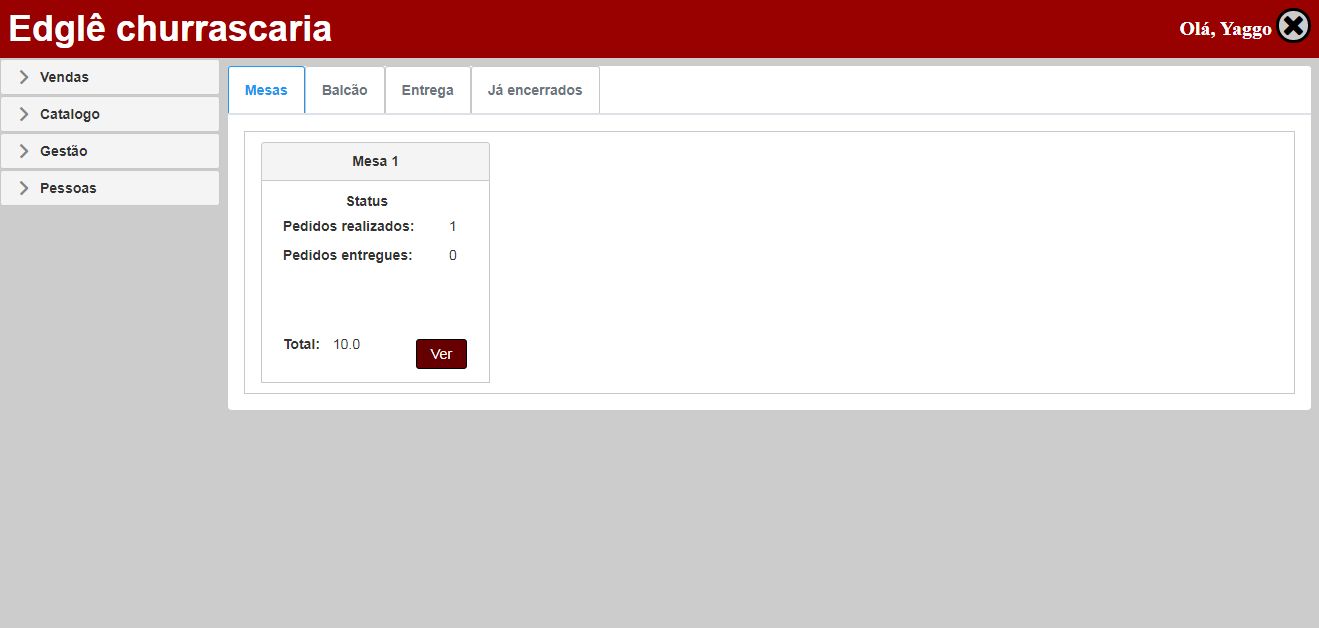 Edglê churrascaria
Olá, Yaggo
Vendas
Catalogo
Gestão
Pessoas
Mesas
Balcão
Entrega
Já encerrados
Mesa 1
Status
Pedidos realizados: 1
Pedidos entregues: 0
Total: 10.0
Ver